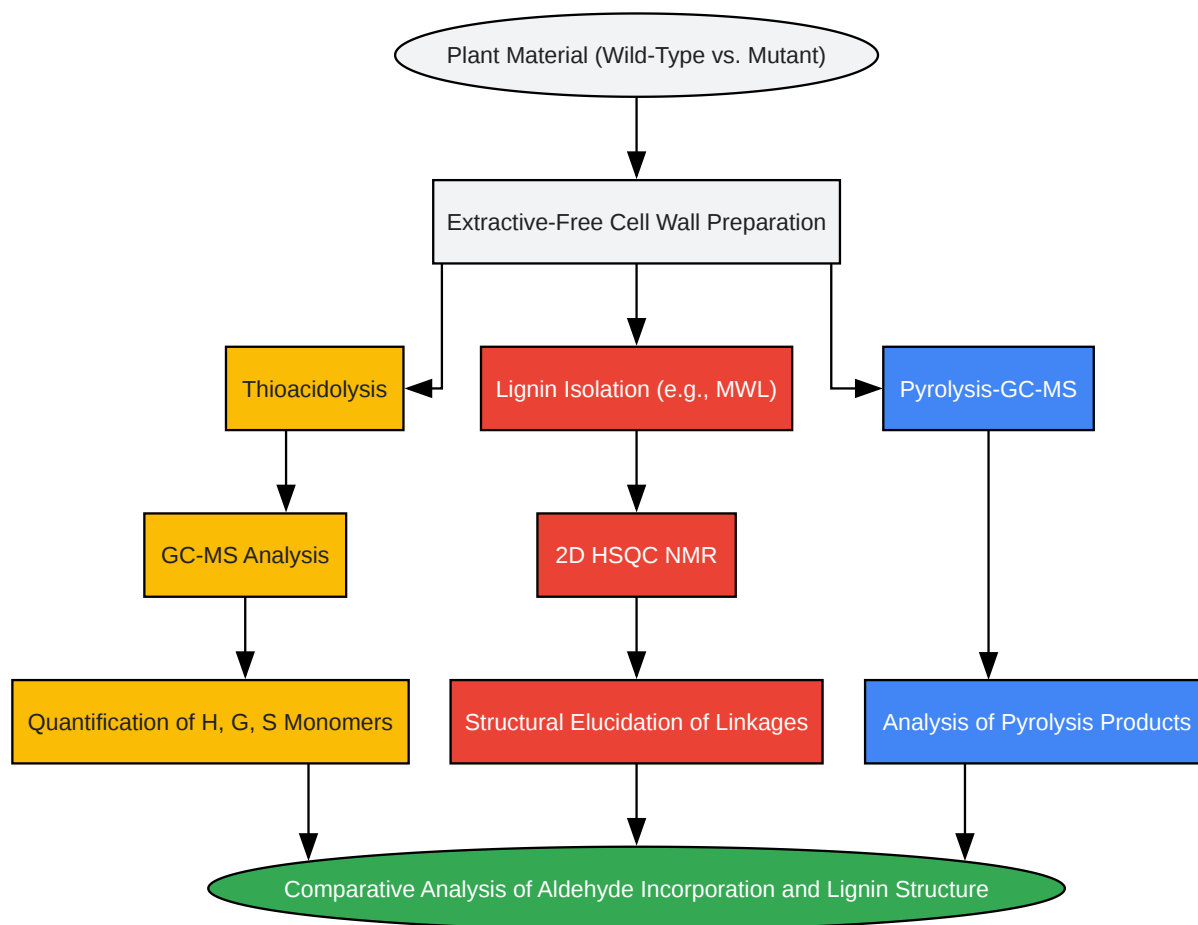 Plant Material (Wild-Type vs. Mutant)
Extractive-Free Cell Wall Preparation
Thioacidolysis
Lignin Isolation (e.g., MWL)
Pyrolysis-GC-MS
GC-MS Analysis
2D HSQC NMR
Quantification of H, G, S Monomers
Structural Elucidation of Linkages
Analysis of Pyrolysis Products
Comparative Analysis of Aldehyde Incorporation and Lignin Structure